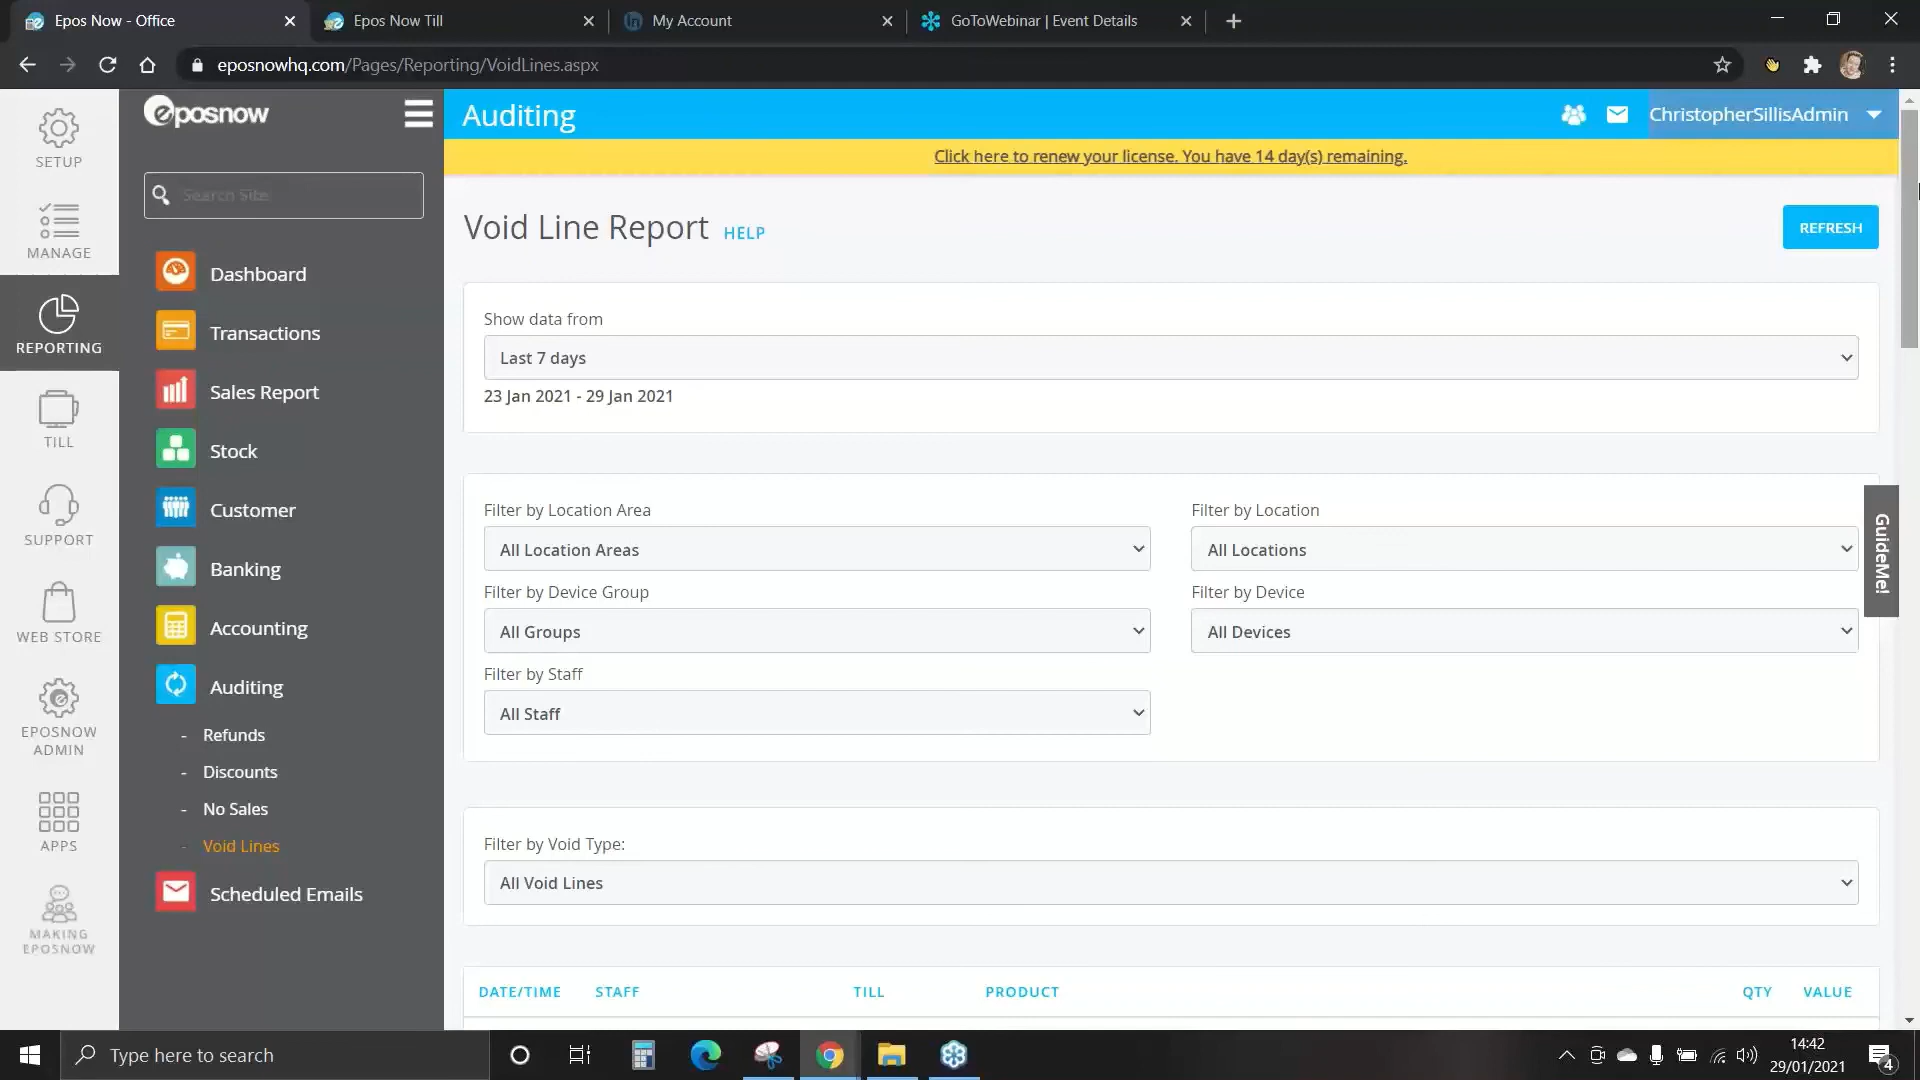 Epos Now - Office
Epos Now Till
My Account
GoToWebinar | Event Details
eposnowhq.com/Pages/Reporting/VoidLines.aspx
SETUP
MANAGE
REPORTING
TILL
SUPPORT
WEB STORE
EPOSNOW
ADMIN
APPS
MAKING
EPOSNOW
eposnow
Search Site
Dashboard
Transactions
Sales Report
Stock
Customer
Banking
Accounting
Auditing
- Refunds
- Discounts
- No Sales
- Void Lines
Scheduled Emails
Auditing
ChristopherSillisAdmin
Click here to renew your license. You have 14 day(s) remaining.
Void Line Report HELP
REFRESH
Show data from
Last 7 days
23 Jan 2021 - 29 Jan 2021
Filter by Location Area
All Location Areas
Filter by Location
All Locations
Filter by Device Group
All Groups
Filter by Device
All Devices
Filter by Staff
All Staff
Filter by Void Type:
All Void Lines
DATE/TIME STAFF TILL PRODUCT QTY VALUE
GuideMe!
Type here to search
14:42
29/01/2021
4